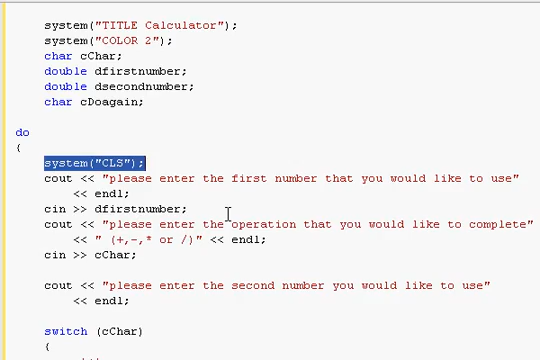 system("TITLE Calculator");
system("COLOR 2");
char cChar;
double dfirstnumber;
double dsecondnumber;
char cDoagain;
do
{
system("CLS");
cout << "please enter the first number that you would like to use"
<< endl;
cin >> dfirstnumber;
cout << "please enter the operation that you would like to complete"
<< " (+,-,* or /)" << endl;
cin >> cChar;
cout << "please enter the second number you would like to use"
<< endl;
switch (cChar)
{